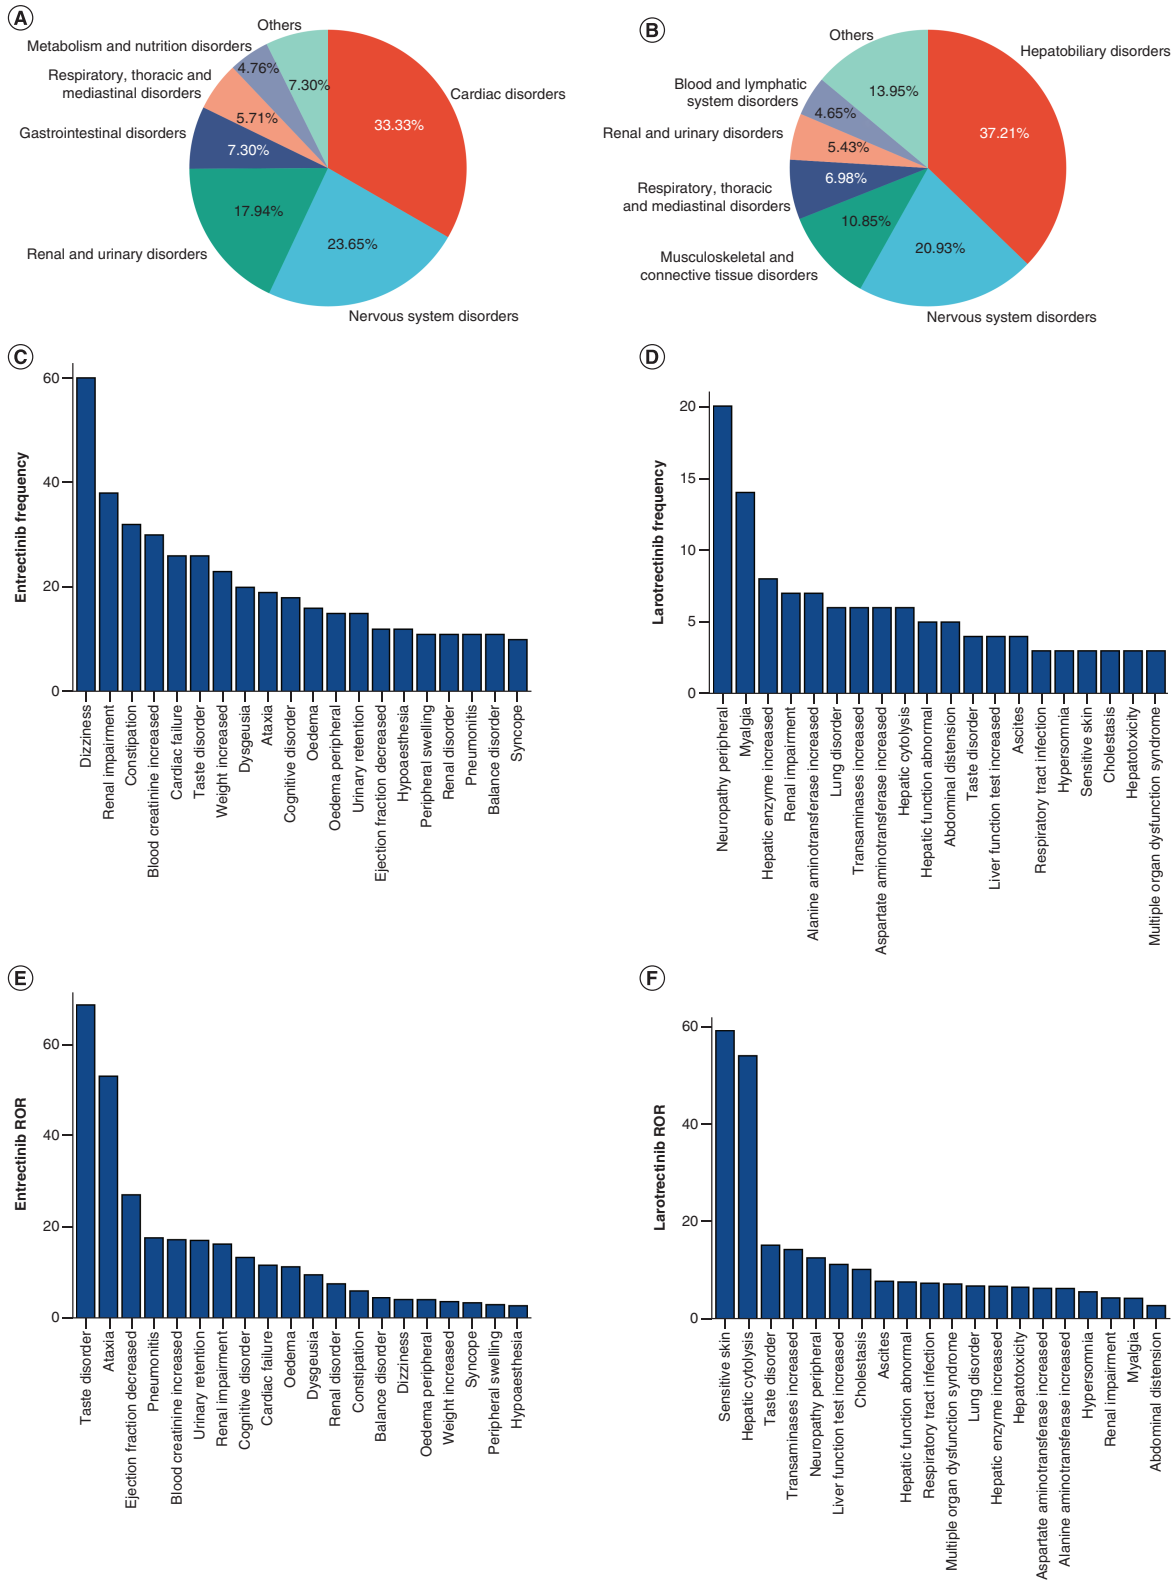 A
Others
Metabolism and nutrition disorders
Respiratory, thoracic and
mediastinal disorders
Gastrointestinal disorders
Renal and urinary disorders
Nervous system disorders
Cardiac disorders
4.76%
7.30%
5.71%
7.30%
17.94%
23.65%
33.33%
B
Others
Blood and lymphatic
system disorders
Renal and urinary disorders
Respiratory, thoracic
and mediastinal disorders
Musculoskeletal and
connective tissue disorders
Nervous system disorders
Hepatobiliary disorders
13.95%
4.65%
5.43%
6.98%
10.85%
20.93%
37.21%
C
Entrectinib frequency
60
40
20
0
Dizziness
Renal impairment
Constipation
Blood creatinine increased
Cardiac failure
Taste disorder
Weight increased
Dysgeusia
Ataxia
Cognitive disorder
Oedema
Oedema peripheral
Urinary retention
Ejection fraction decreased
Hypoaesthesia
Peripheral swelling
Renal disorder
Pneumonitis
Balance disorder
Syncope
D
Larotrectinib frequency
20
15
10
5
0
Neuropathy peripheral
Myalgia
Hepatic enzyme increased
Renal impairment
Alanine aminotransferase increased
Lung disorder
Transaminases increased
Aspartate aminotransferase increased
Hepatic cytolysis
Hepatic function abnormal
Abdominal distension
Taste disorder
Liver function test increased
Ascites
Respiratory tract infection
Hypersomnia
Sensitive skin
Cholestasis
Hepatotoxicity
Multiple organ dysfunction syndrome
E
Entrectinib ROR
60
40
20
0
Taste disorder
Ataxia
Ejection fraction decreased
Pneumonitis
Blood creatinine increased
Urinary retention
Renal impairment
Cognitive disorder
Cardiac failure
Oedema
Dysgeusia
Renal disorder
Constipation
Balance disorder
Dizziness
Oedema peripheral
Weight increased
Syncope
Peripheral swelling
Hypoaesthesia
F
Larotrectinib ROR
60
40
20
0
Sensitive skin
Hepatic cytolysis
Taste disorder
Transaminases increased
Neuropathy peripheral
Liver function test increased
Cholestasis
Ascites
Hepatic function abnormal
Respiratory tract infection
Multiple organ dysfunction syndrome
Lung disorder
Hepatic enzyme increased
Hepatotoxicity
Aspartate aminotransferase increased
Alanine aminotransferase increased
Hypersomnia
Renal impairment
Myalgia
Abdominal distension